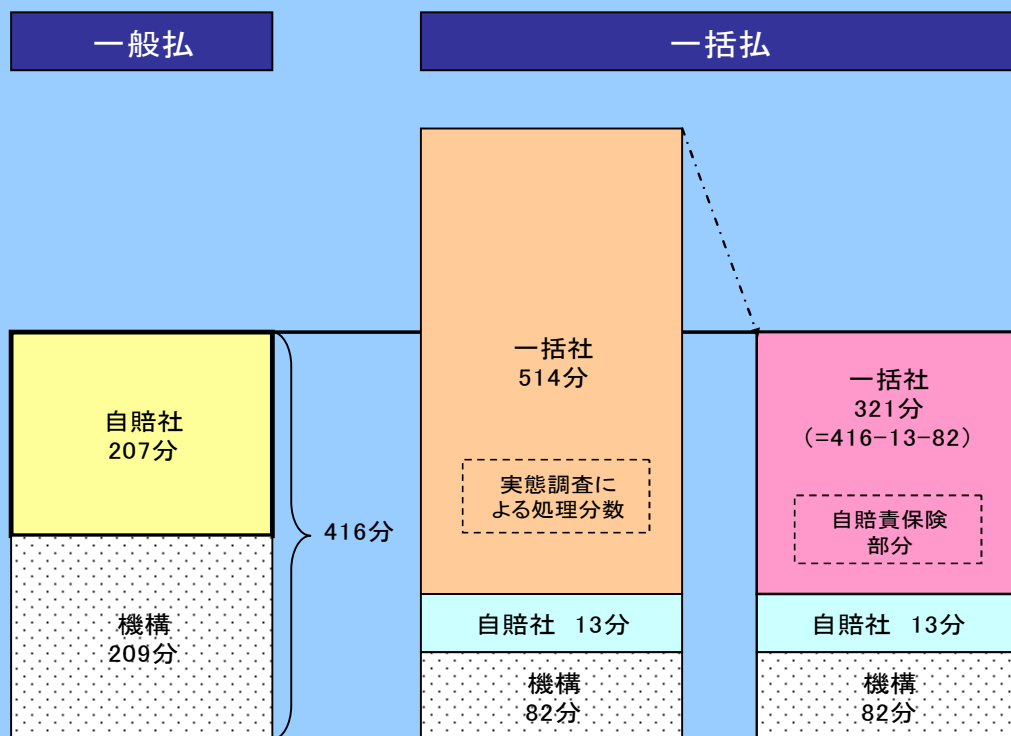 一般払
一括払
自賠社
207分
機構
209分
416分
一括社
514分
実態調査に
よる処理分数
自賠社 13分
機構
82分
一括社
321分
(=416-13-82)
自賠責保険
部分
自賠社 13分
機構
82分